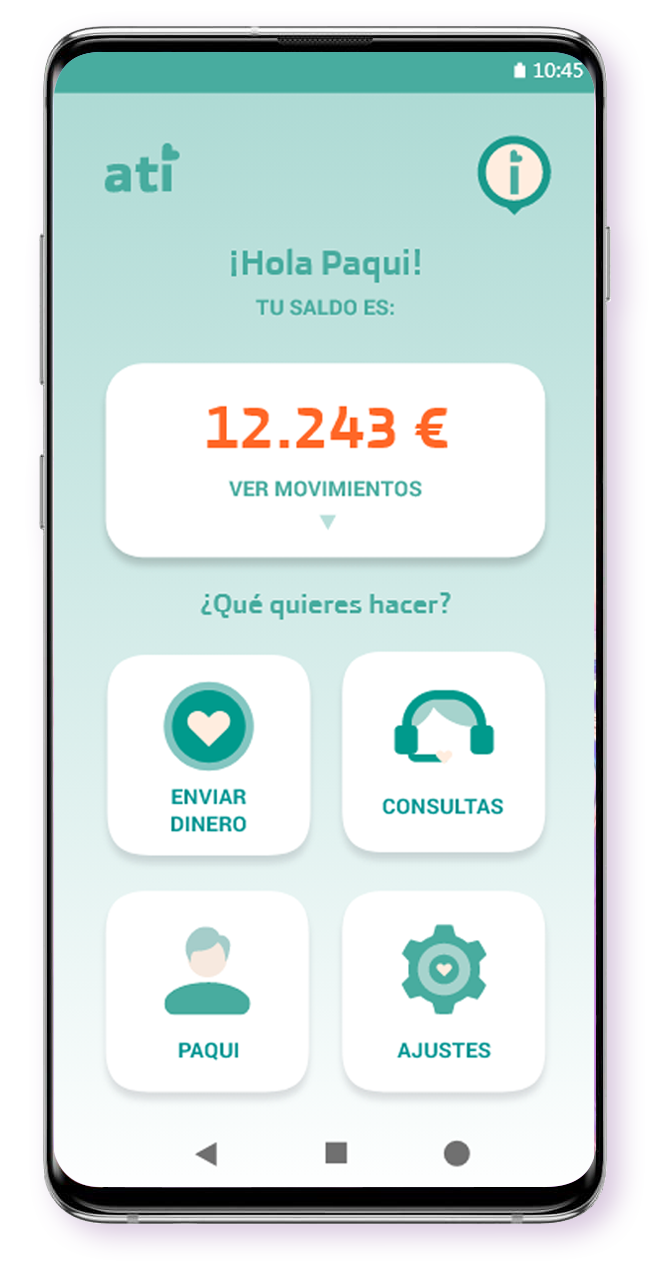 10:45
ati
i
¡Hola Paqui!
TU SALDO ES:
12.243 €
VER MOVIMIENTOS
¿Qué quieres hacer?
ENVIAR
DINERO
CONSULTAS
PAQUI
AJUSTES